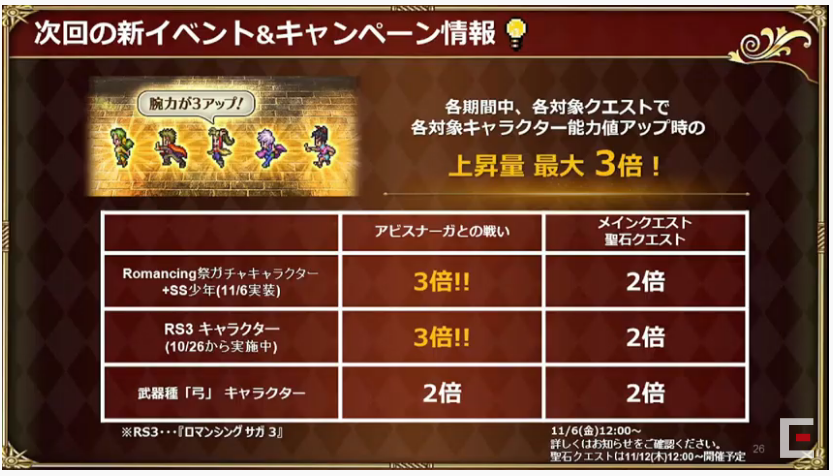 次回の新イベント&キャンペーン情報
腕力が3アップ!
各期間中、各対象クエストで
各対象キャラクター能力値アップ時の
上昇量 最大 3倍！
アビスナーガとの戦い
メインクエスト
聖石クエスト
Romancing祭ガチャキャラクター
+SS少年(11/6実装)
3倍!!
2倍
RS3 キャラクター
(10/26から実施中)
3倍!!
2倍
武器種「弓」 キャラクター
2倍
2倍
※RS3･･･『ロマンシング サガ 3』
11/6(金)12:00～
詳しくはお知らせをご確認ください。
聖石クエストは11/12(木)12:00～開催予定
26